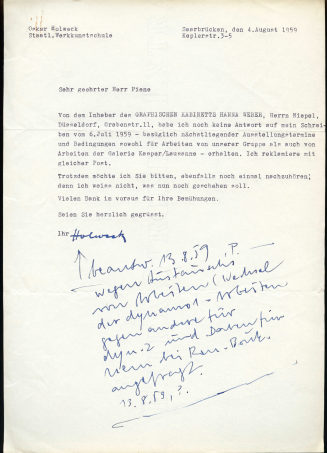 Oskar Holweck
Staatl.Werkkunstschule
Saarbrücken, den 4.August 1959
Keplerstr.3-5
Sehr geehrter Herr Piene
Von dem Inhaber des GRAPHISCHEN KABINETTS HANNA WEBER, Herrn Niepel,
Düsseldorf, Grabenstr.11, habe ich noch keine Antwort auf mein Schrei-
ben vom 6.Juli 1959 - bezüglich nächstliegender Ausstellungstermine
und Bedingungen sowohl für Arbeiten von unserer Gruppe als auch von
Arbeiten der Galerie Kasper/Lausanne - erhalten. Ich reklamiere mit
gleicher Post.
Trotzdem möchte ich Sie bitten, ebenfalls noch einmal nachzuhören;
denn ich weiss nicht, was nun noch geschehen soll.
Vielen Dank im voraus für Ihre Bemühungen.
Seien Sie herzlich gegrüsst.
Ihr Holweck
beantw. 13.8.59, P.
wegen Austauschs
von Arbeiten (Wechsel
der dynamo1-Arbeiten
gegen andere für
dyn.2 und Daten für
bei Ren.
angefragt.
13.8.59, P.